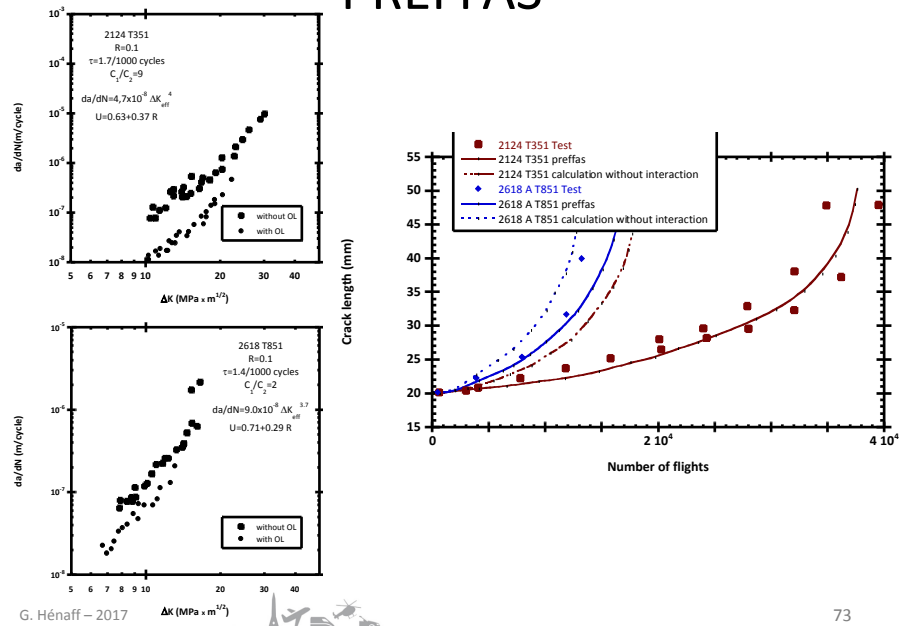 PREFFAS
10⁻³
10⁻⁴
10⁻⁵
10⁻⁶
10⁻⁷
10⁻⁸
da/dN(m/cycle)
2124 T351
R=0.1
τ=1.7/1000 cycles
C₁/C₂=9
da/dN=4,7x10⁻⁸ ΔKeff⁴
U=0.63+0.37 R
without OL
with OL
5 6 7 8 9 10 20 30 40
ΔK (MPa x m¹/²)
10⁻⁵
10⁻⁶
10⁻⁷
10⁻⁸
da/dN (m/cycle)
2618 T851
R=0.1
τ=1.4/1000 cycles
C₁/C₂=2
da/dN=9.0x10⁻⁸ ΔKeff³·⁷
U=0.71+0.29 R
without OL
with OL
5 6 7 8 9 10 20 30 40
ΔK (MPa x m¹/²)
2124 T351 Test
2124 T351 preffas
2124 T351 calculation without interaction
2618 A T851 Test
2618 A T851 preffas
2618 A T851 calculation without interaction
55
50
45
40
35
30
25
20
15
Crack length (mm)
0 2 10⁴ 4 10⁴
Number of flights
G. Hénaff – 2017
73